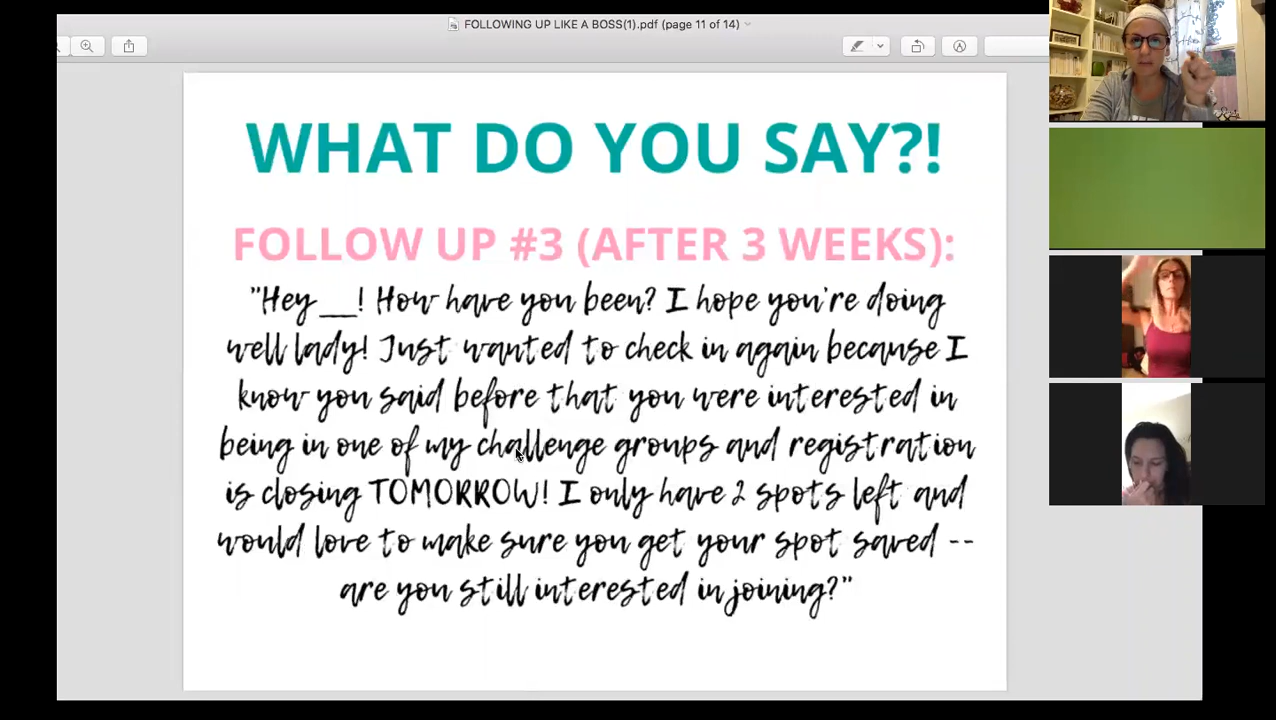 FOLLOWING UP LIKE A BOSS(1).pdf (page 11 of 14)
WHAT DO YOU SAY?!
FOLLOW UP #3 (AFTER 3 WEEKS):
"Hey __! How have you been? I hope you're doing
well lady! Just wanted to check in again because I
know you said before that you were interested in
being in one of my challenge groups and registration
is closing TOMORROW! I only have 2 spots left and
would love to make sure you get your spot saved --
are you still interested in joining?"